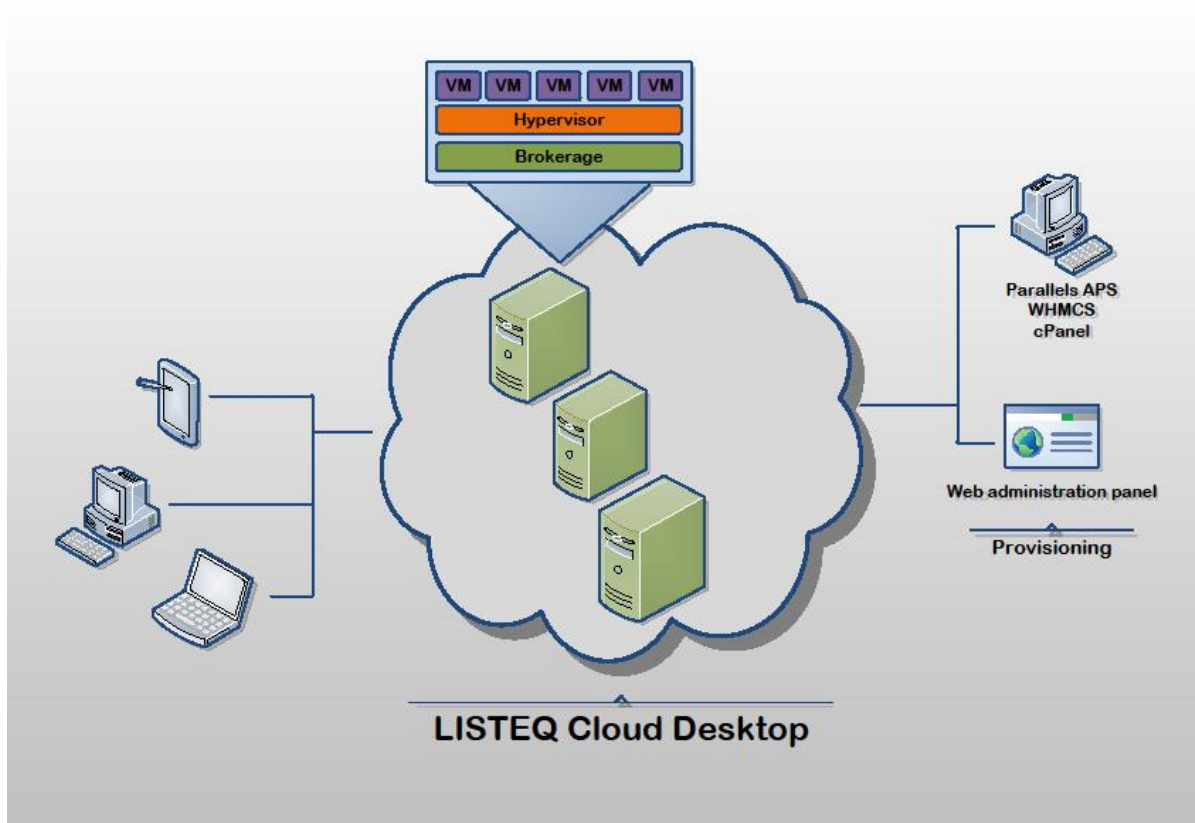 VM VM VM VM VM
Hypervisor
Brokerage
Parallels APS
WHMCS
cPanel
Web administration panel
Provisioning
LISTEQ Cloud Desktop